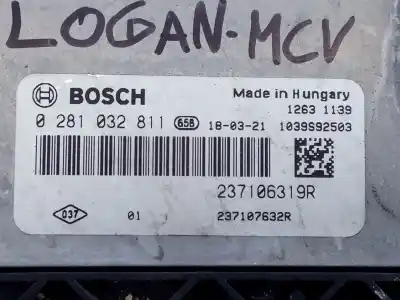 LOGAN-MCV
BOSCH
Made in Hungary
1263 1139
0 281 032 811 65B 18-03-21 1039S92503
237106319R
037 01 237107632R